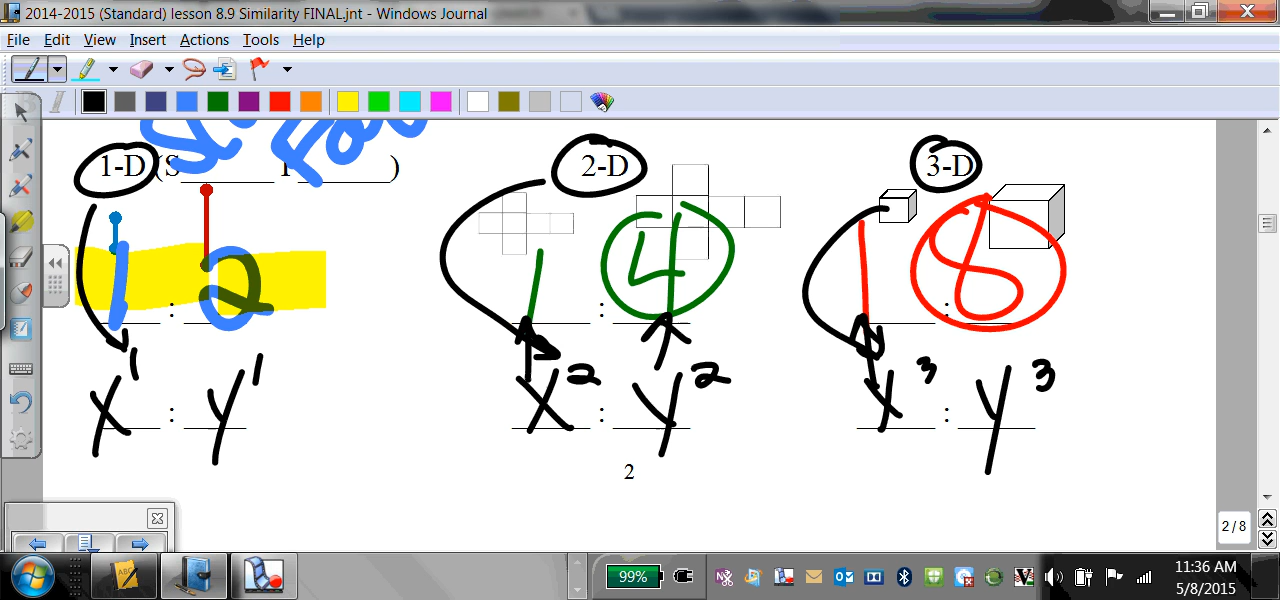 2014-2015 (Standard) lesson 8.9 Similarity FINAL.jnt - Windows Journal
File Edit View Insert Actions Tools Help
1-D (S______ F______) 2-D 3-D
1 : 2 1 : 4 1 : 8
x¹ : y¹ x² : y² x³ : y³
2
2 / 8
99%
11:36 AM
5/8/2015